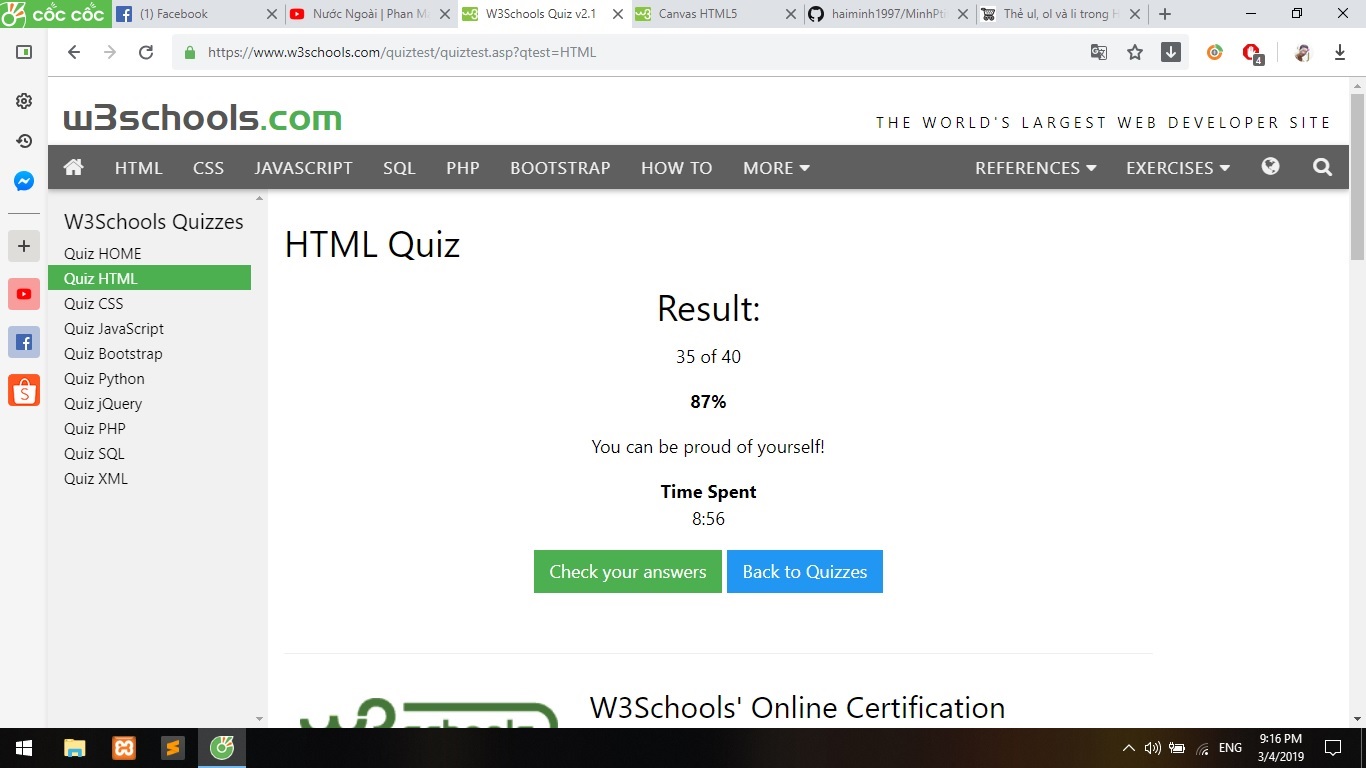 cốc cốc
(1) Facebook
Nước Ngoài | Phan M
W3Schools Quiz v2.1
Canvas HTML5
haiminh1997/MinhPti
Thẻ ul, ol và li trong H
https://www.w3schools.com/quiztest/quiztest.asp?qtest=HTML
4
w3schools.com
THE WORLD'S LARGEST WEB DEVELOPER SITE
HTML CSS JAVASCRIPT SQL PHP BOOTSTRAP HOW TO MORE REFERENCES EXERCISES
W3Schools Quizzes
Quiz HOME
Quiz HTML
Quiz CSS
Quiz JavaScript
Quiz Bootstrap
Quiz Python
Quiz jQuery
Quiz PHP
Quiz SQL
Quiz XML
HTML Quiz
Result:
35 of 40
87%
You can be proud of yourself!
Time Spent
8:56
Check your answers
Back to Quizzes
w3schools
W3Schools' Online Certification
ENG
9:16 PM
3/4/2019